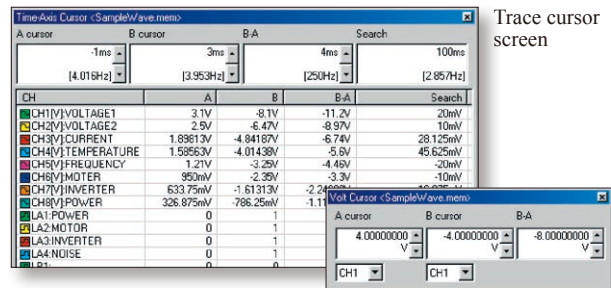 Time-Axis Cursor <SampleWave.mem>
A cursor B cursor B-A Search
-1ms 3ms 4ms 100ms
[4.016Hz] [3.953Hz] [250Hz] [2.857Hz]
CH A B B-A Search
CH1[V]:VOLTAGE1 3.1V -8.1V -11.2V 20mV
CH2[V]:VOLTAGE2 2.5V -6.47V -8.97V 10mV
CH3[V]:CURRENT 1.89813V -4.84187V -6.74V 28.125mV
CH4[V]:TEMPERATURE 1.58563V -4.01438V -5.6V 45.625mV
CH5[V]:FREQUENCY 1.21V -3.25V -4.46V -20mV
CH6[V]:MOTER 950mV -2.35V -3.3V -10mV
CH7[V]:INVERTER 633.75mV -1.61313V
CH8[V]:POWER 326.875mV -786.25mV
LA1:POWER 0 1
LA2:MOTOR 0 1
LA3:INVERTER 0 1
LA4:NOISE 0 1
Trace cursor
screen
Volt Cursor <SampleWave.mem>
A cursor B cursor B-A
4.00000000 -4.00000000 -8.00000000
V V V
CH1 CH1